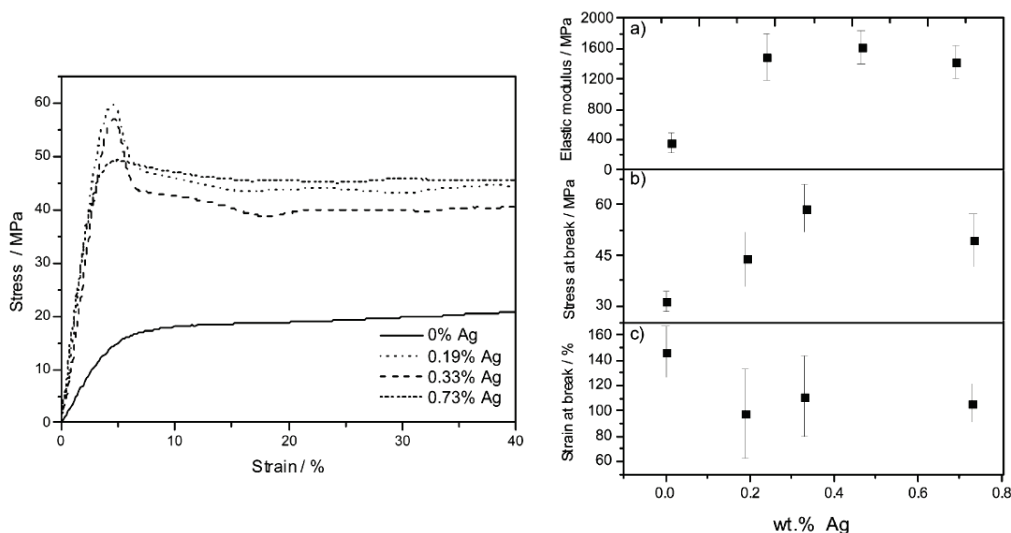 Stress / MPa
60
50
40
30
20
10
0
0% Ag
0.19% Ag
0.33% Ag
0.73% Ag
0 10 20 30 40
Strain / %
a)
Elastic modulus / MPa
2000
1600
1200
800
400
0
b)
Stress at break / MPa
60
45
30
c)
Strain at break / %
160
140
120
100
80
60
0.0 0.2 0.4 0.6 0.8
wt.% Ag